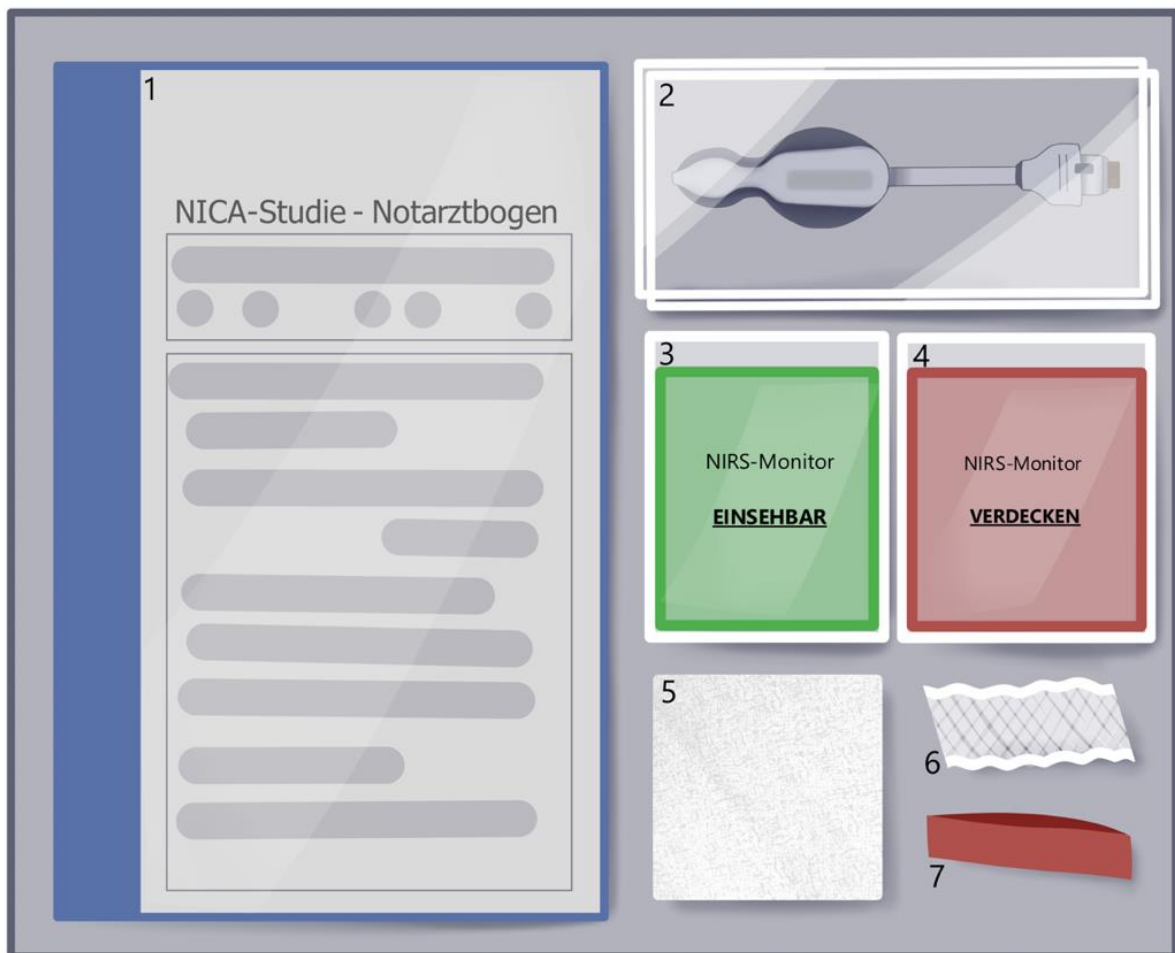 1
NICA-Studie - Notarztbogen
2
3
NIRS-Monitor
EINSEHBAR
4
NIRS-Monitor
VERDECKEN
5
6
7